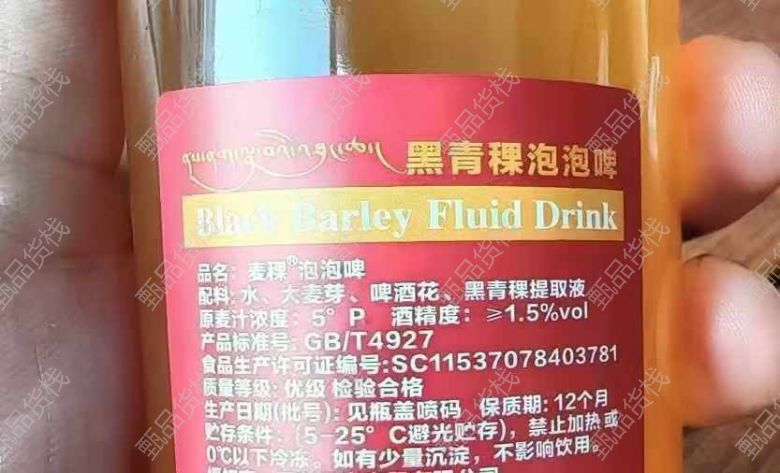 黑青稞泡泡啤
Black Barley Fluid Drink
品名：麦稞®泡泡啤
配料：水、大麦芽、啤酒花、黑青稞提取液
原麦汁浓度：5°P 酒精度：≥1.5%vol
产品标准号：GB/T4927
食品生产许可证编号：SC11537078403781
质量等级：优级 检验合格
生产日期(批号)：见瓶盖喷码 保质期：12个月
贮存条件：(5-25°C避光贮存)，禁止加热或
0℃以下冷冻。如有少量沉淀，不影响饮用。
甄品货栈